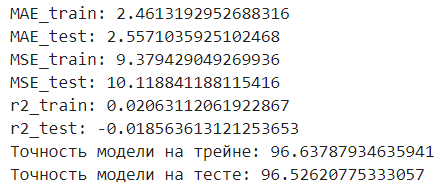 MAE_train: 2.4613192952688316
MAE_test: 2.5571035925102468
MSE_train: 9.379429049269936
MSE_test: 10.118841188115416
r2_train: 0.02063112061922867
r2_test: -0.018563613121253653
Точность модели на трейне: 96.63787934635941
Точность модели на тесте: 96.52620775333057